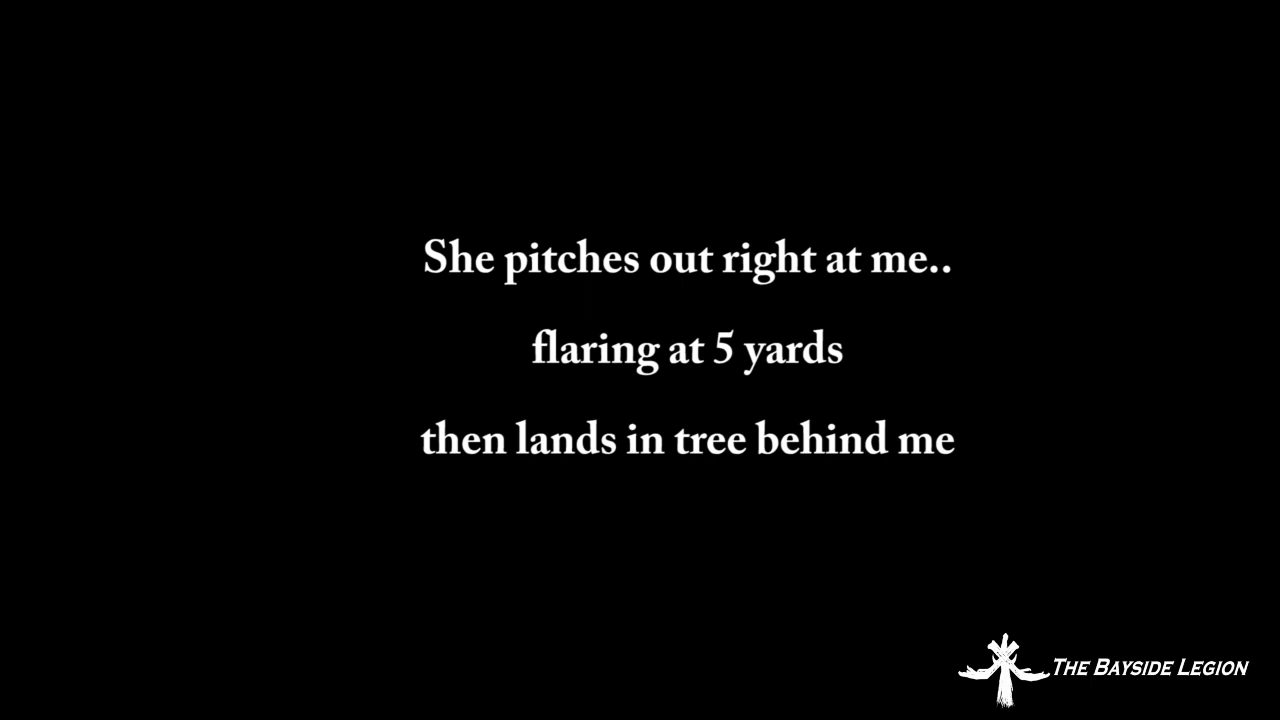 She pitches out right at me..
flaring at 5 yards
then lands in tree behind me
The Bayside Legion